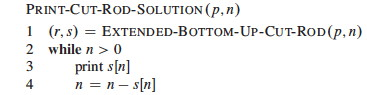 PRINT-CUT-ROD-SOLUTION(p, n)
1 (r, s) = EXTENDED-BOTTOM-UP-CUT-ROD(p, n)
2 while n > 0
3 print s[n]
4 n = n − s[n]